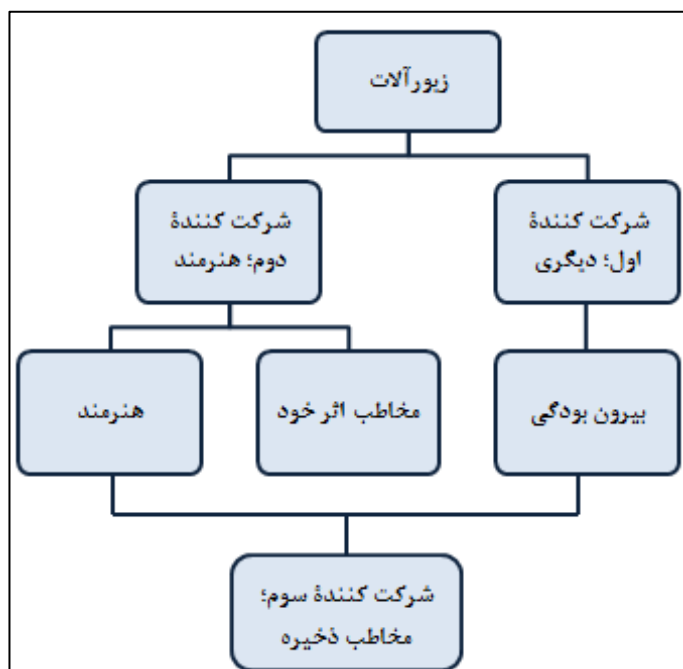 زیورآلات
شرکت کنندۀ
اول؛ دیگری
شرکت کنندۀ
دوم؛ هنرمند
بیرون بودگی
مخاطب اثر خود
هنرمند
شرکت کنندۀ سوم؛
مخاطب ذخیره